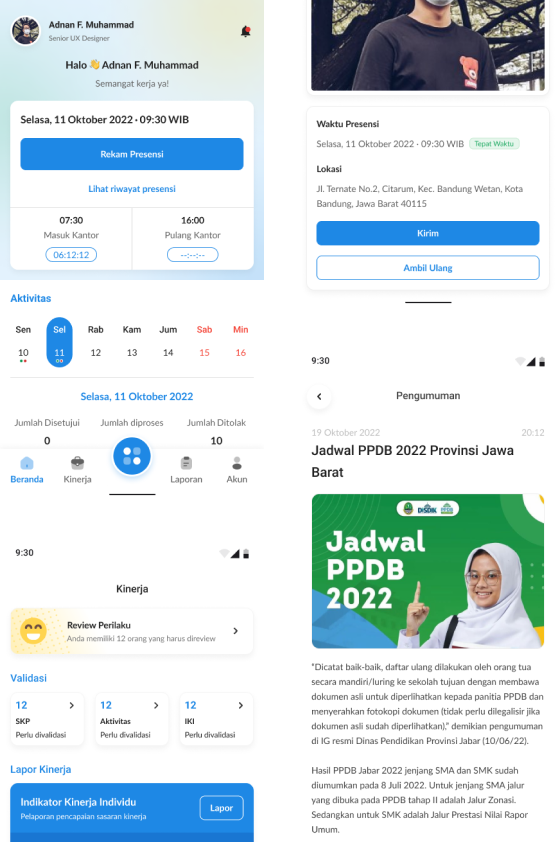 Adnan F. Muhammad
Senior UX Designer
Halo 👋 Adnan F. Muhammad
Semangat kerja ya!
Selasa, 11 Oktober 2022 · 09:30 WIB
Rekam Presensi
Lihat riwayat presensi
07:30
Masuk Kantor
06:12:12
16:00
Pulang Kantor
--:--:--
Aktivitas
Sen Sel Rab Kam Jum Sab Min
10 11 12 13 14 15 16
Selasa, 11 Oktober 2022
Jumlah Disetujui Jumlah diproses Jumlah Ditolak
0 10
Beranda Kinerja Laporan Akun
9:30
Kinerja
Review Perilaku
Anda memiliki 12 orang yang harus direview
Validasi
12
SKP
Perlu divalidasi
12
Aktivitas
Perlu divalidasi
12
IKI
Perlu divalidasi
Lapor Kinerja
Indikator Kinerja Individu
Pelaporan pencapaian sasaran kinerja
Lapor
Waktu Presensi
Selasa, 11 Oktober 2022 · 09:30 WIB Tepat Waktu
Lokasi
Jl. Ternate No.2, Citarum, Kec. Bandung Wetan, Kota
Bandung, Jawa Barat 40115
Kirim
Ambil Ulang
9:30
Pengumuman
19 Oktober 2022 20:12
Jadwal PPDB 2022 Provinsi Jawa
Barat
DISDIK PPDB
Jadwal
PPDB
2022
"Dicatat baik-baik, daftar ulang dilakukan oleh orang tua
secara mandiri/luring ke sekolah tujuan dengan membawa
dokumen asli untuk diperlihatkan kepada panitia PPDB dan
menyerahkan fotokopi dokumen (tidak perlu dilegalisir jika
dokumen asli sudah diperlihatkan)," demikian pengumuman
di IG resmi Dinas Pendidikan Provinsi Jabar (10/06/22).
Hasil PPDB Jabar 2022 jenjang SMA dan SMK sudah
diumumkan pada 8 Juli 2022. Untuk jenjang SMA jalur
yang dibuka pada PPDB tahap II adalah Jalur Zonasi.
Sedangkan untuk SMK adalah Jalur Prestasi Nilai Rapor
Umum.